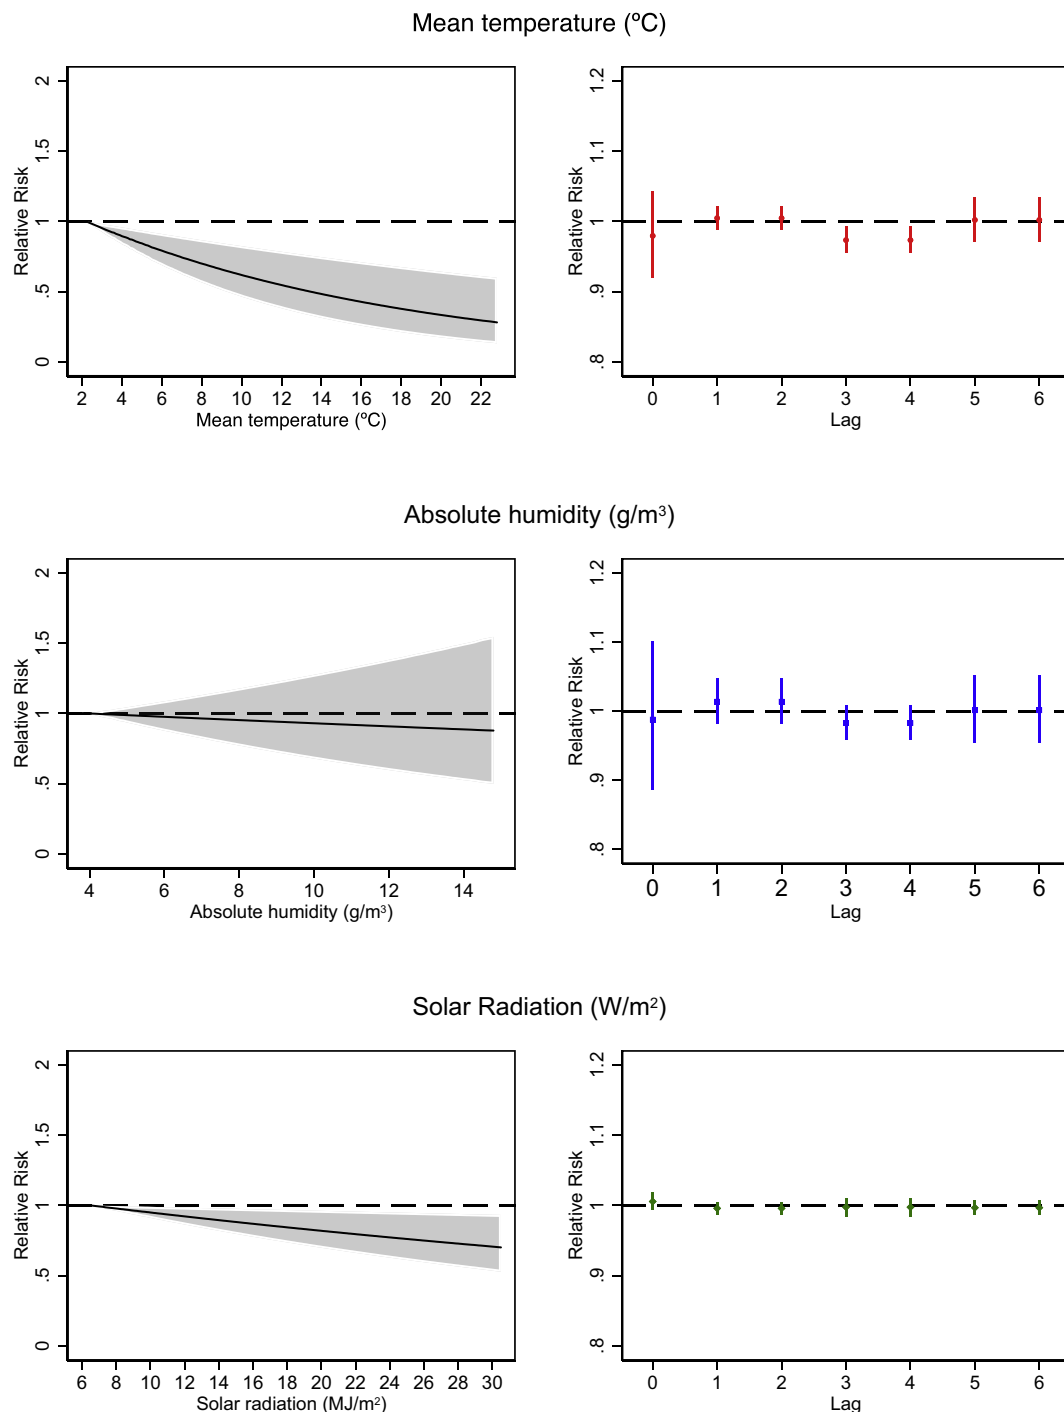 Mean temperature (ºC)
Relative Risk
2
1.5
1
.5
0
2 4 6 8 10 12 14 16 18 20 22
Mean temperature (ºC)
Relative Risk
1.2
1.1
1
.9
.8
0 1 2 3 4 5 6
Lag
Absolute humidity (g/m³)
Relative Risk
2
1.5
1
.5
0
4 6 8 10 12 14
Absolute humidity (g/m³)
Relative Risk
1.2
1.1
1
.9
.8
0 1 2 3 4 5 6
Lag
Solar Radiation (W/m²)
Relative Risk
2
1.5
1
.5
0
6 8 10 12 14 16 18 20 22 24 26 28 30
Solar radiation (MJ/m²)
Relative Risk
1.2
1.1
1
.9
.8
0 1 2 3 4 5 6
Lag